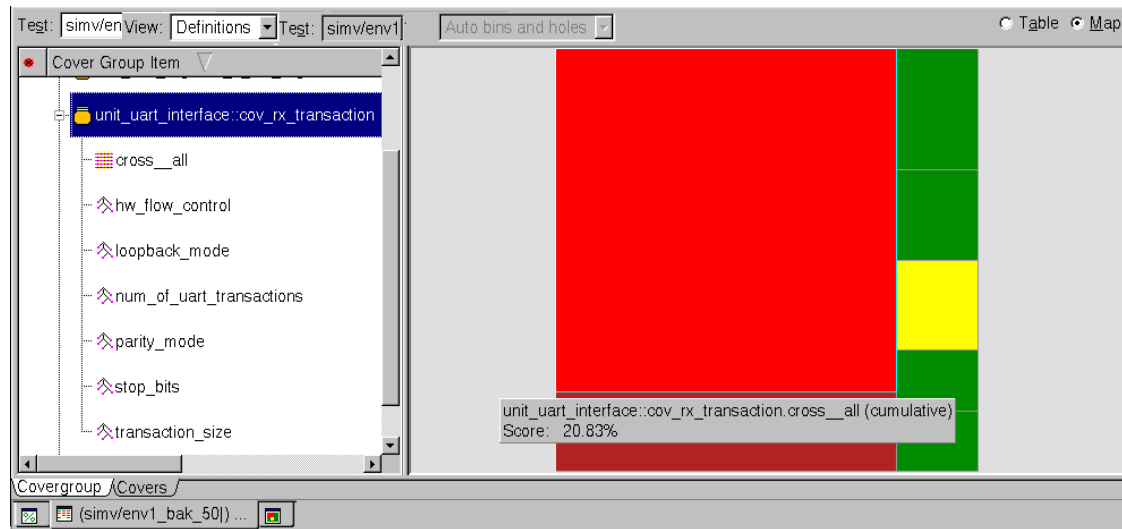 Test: simv/en View: Definitions Test: simv/env1 Auto bins and holes Table Map
Cover Group Item
unit_uart_interface::cov_rx_transaction
cross__all
hw_flow_control
loopback_mode
num_of_uart_transactions
parity_mode
stop_bits
transaction_size
unit_uart_interface::cov_rx_transaction.cross__all (cumulative)
Score: 20.83%
Covergroup Covers
(simv/env1_bak_50|) ...